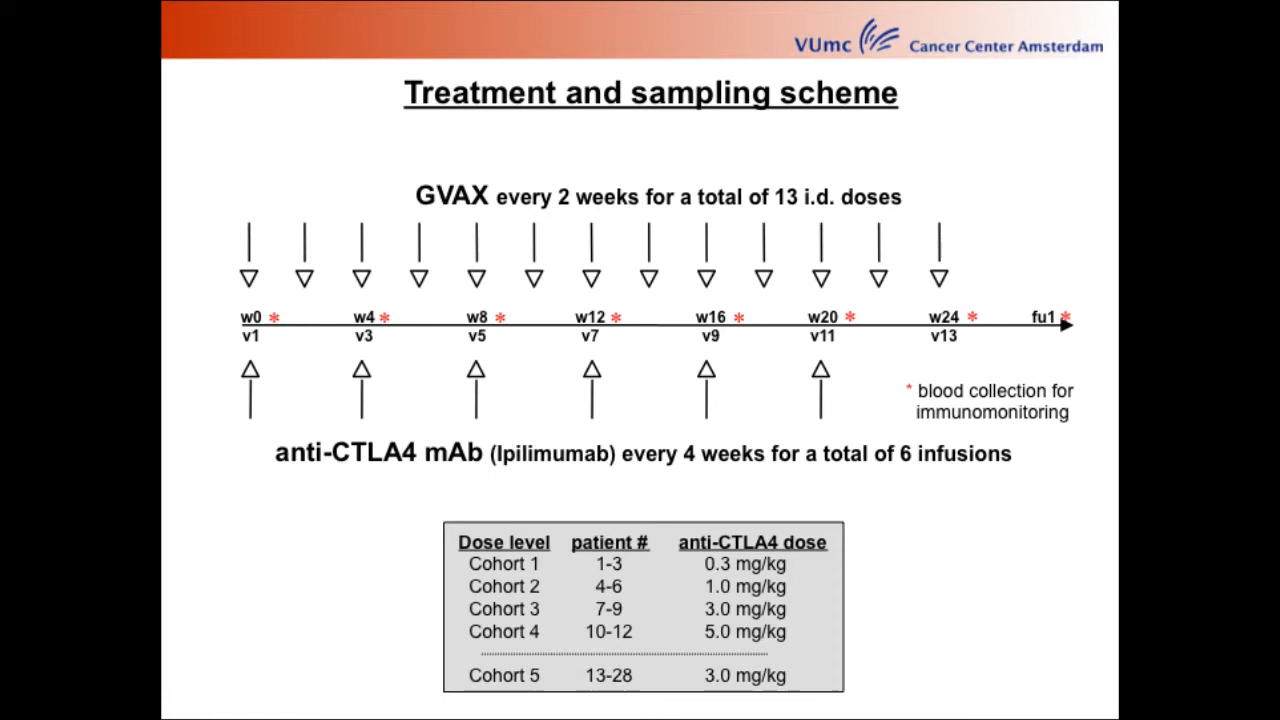 VUmc Cancer Center Amsterdam
Treatment and sampling scheme
GVAX every 2 weeks for a total of 13 i.d. doses
w0 * w4 * w8 * w12 * w16 * w20 * w24 * fu1 *
v1 v3 v5 v7 v9 v11 v13
* blood collection for
immunomonitoring
anti-CTLA4 mAb (Ipilimumab) every 4 weeks for a total of 6 infusions
Dose level patient # anti-CTLA4 dose
Cohort 1 1-3 0.3 mg/kg
Cohort 2 4-6 1.0 mg/kg
Cohort 3 7-9 3.0 mg/kg
Cohort 4 10-12 5.0 mg/kg
Cohort 5 13-28 3.0 mg/kg